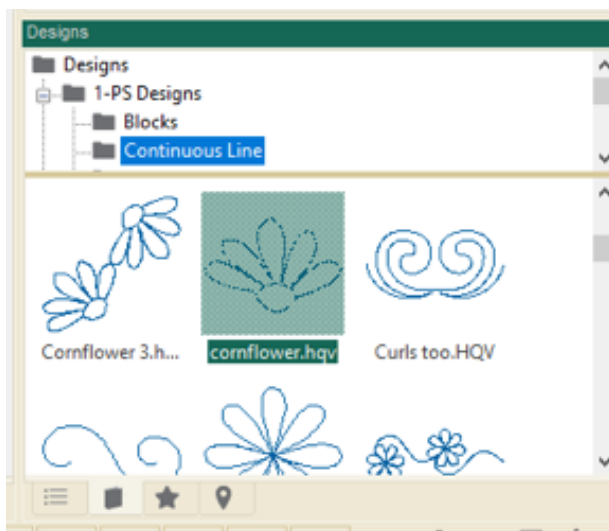 Designs
Designs
1-PS Designs
Blocks
Continuous Line
Cornflower 3.h...
cornflower.hqv
Curls too.HQV